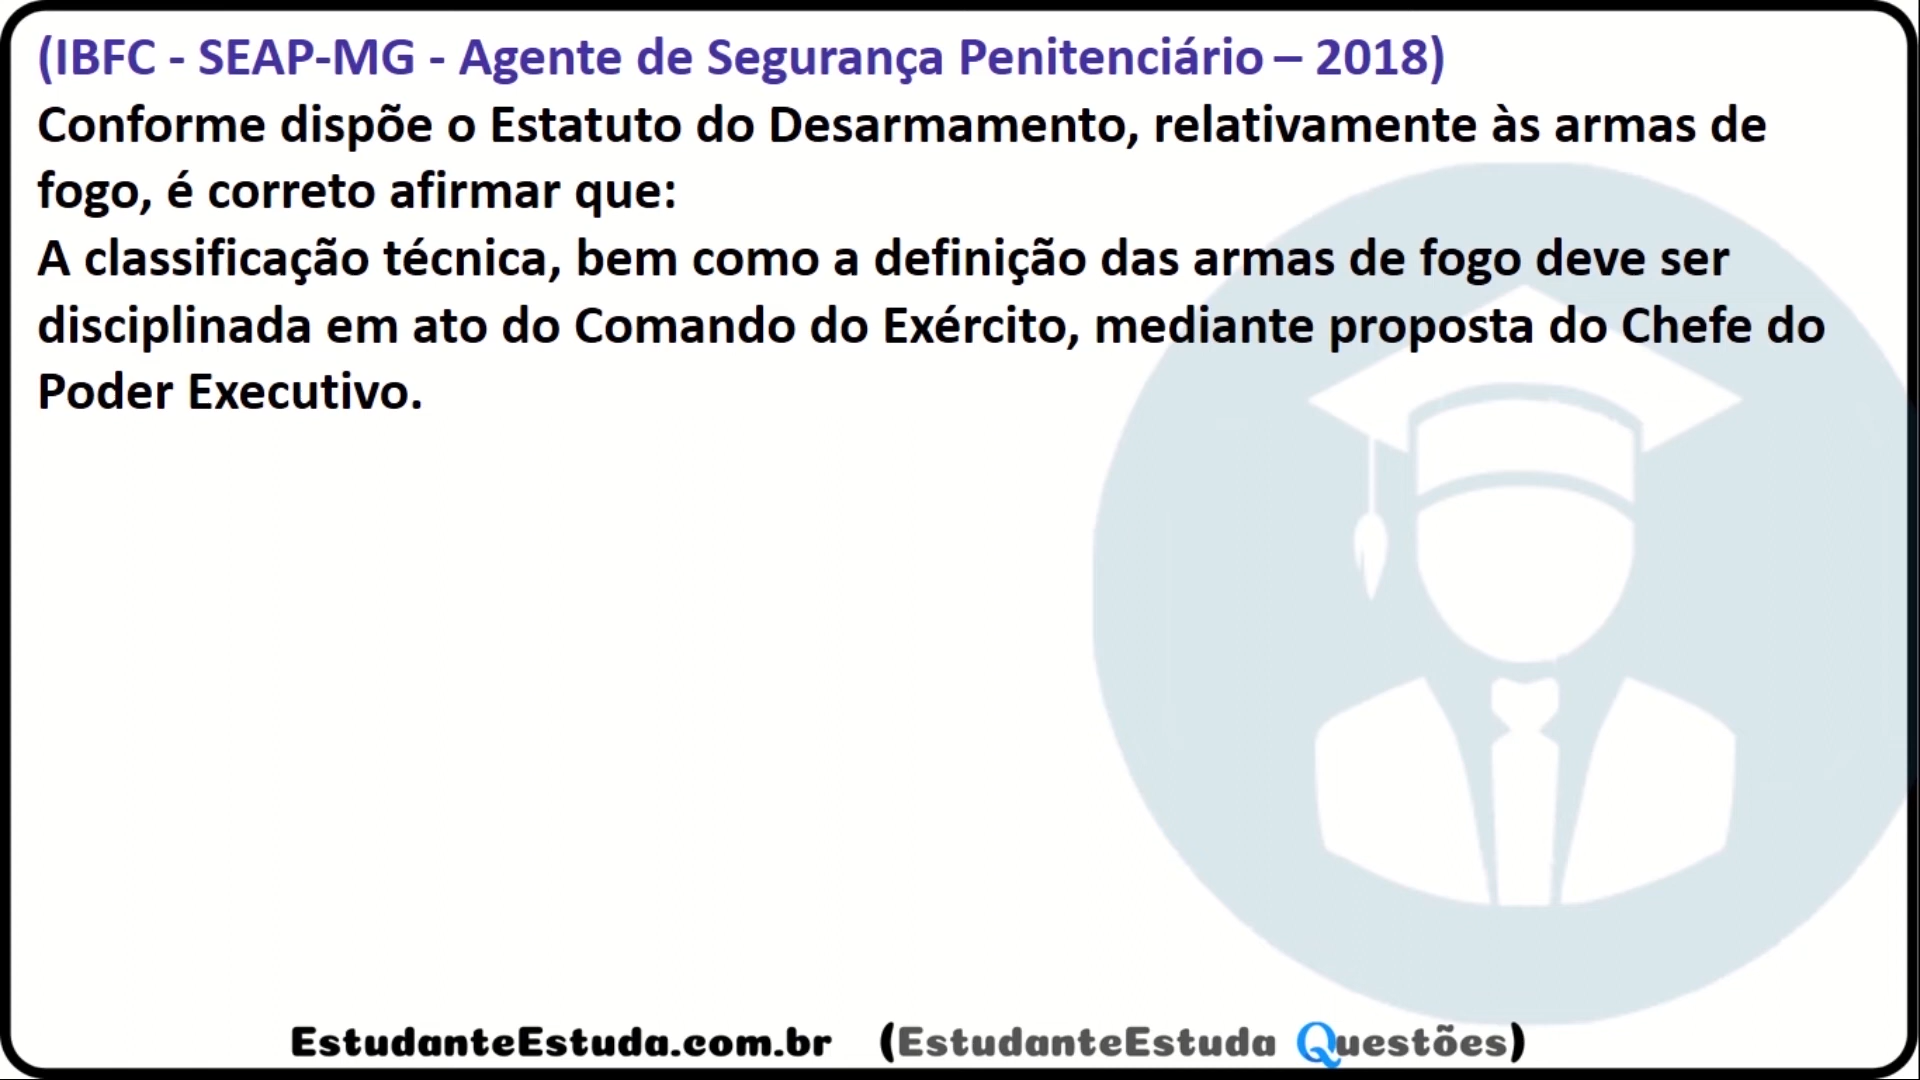 (IBFC - SEAP-MG - Agente de Segurança Penitenciário – 2018)
Conforme dispõe o Estatuto do Desarmamento, relativamente às armas de
fogo, é correto afirmar que:
A classificação técnica, bem como a definição das armas de fogo deve ser
disciplinada em ato do Comando do Exército, mediante proposta do Chefe do
Poder Executivo.
EstudanteEstuda.com.br (EstudanteEstuda Questões)